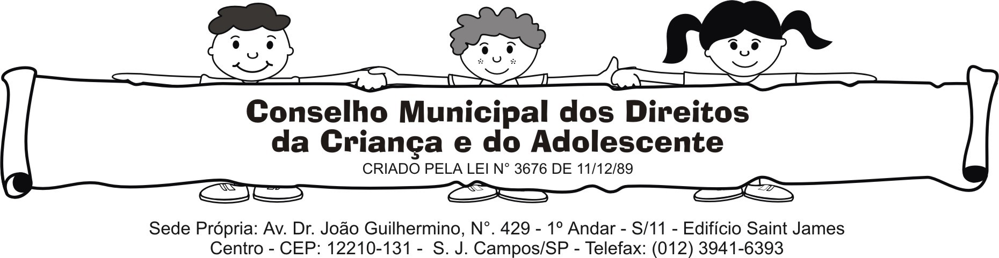 Conselho Municipal dos Direitos
da Criança e do Adolescente
CRIADO PELA LEI N° 3676 DE 11/12/89
Sede Própria: Av. Dr. João Guilhermino, N°. 429 - 1º Andar - S/11 - Edifício Saint James
Centro - CEP: 12210-131 - S. J. Campos/SP - Telefax: (012) 3941-6393